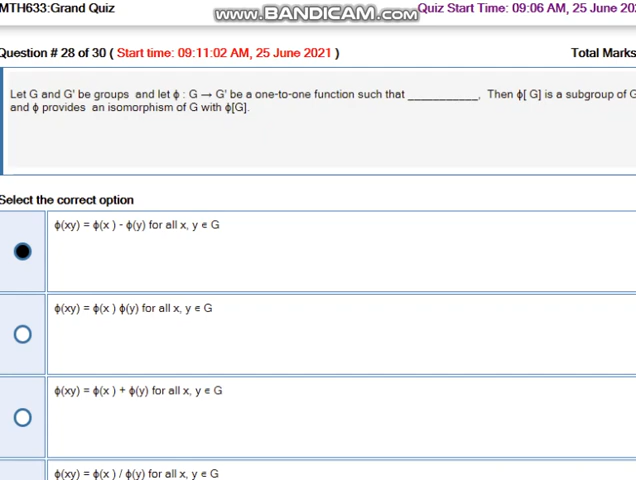 MTH633:Grand Quiz
www.BANDICAM.com
Quiz Start Time: 09:06 AM, 25 June 202
Question # 28 of 30 ( Start time: 09:11:02 AM, 25 June 2021 )
Total Marks
Let G and G' be groups and let ϕ : G → G' be a one-to-one function such that ___________, Then ϕ[ G] is a subgroup of G
and ϕ provides an isomorphism of G with ϕ[G].
Select the correct option
ϕ(xy) = ϕ(x ) - ϕ(y) for all x, y ∊ G
ϕ(xy) = ϕ(x ) ϕ(y) for all x, y ∊ G
ϕ(xy) = ϕ(x ) + ϕ(y) for all x, y ∊ G
ϕ(xy) = ϕ(x ) / ϕ(y) for all x, y ∊ G